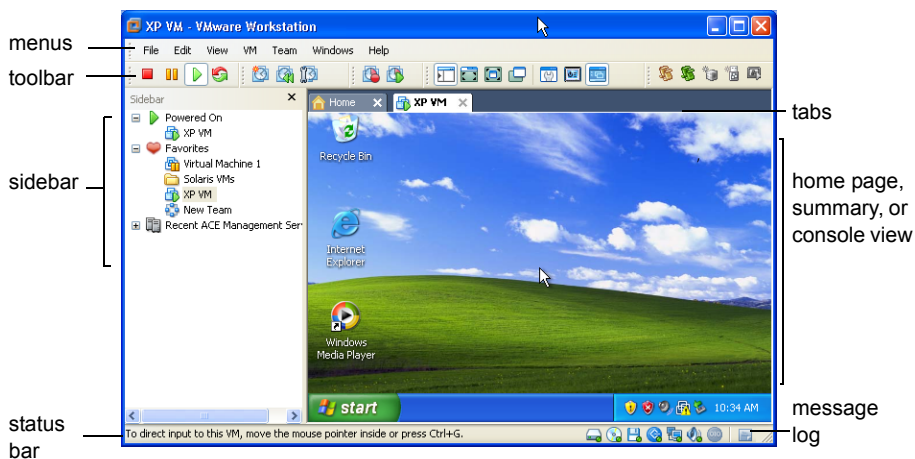 XP VM - VMware Workstation
menus
File Edit View VM Team Windows Help
toolbar
Sidebar
Home
XP VM
tabs
sidebar
Powered On
XP VM
Favorites
Virtual Machine 1
Solaris VMs
XP VM
New Team
Recent ACE Management Ser
Recycle Bin
Internet
Explorer
Windows
Media Player
home page,
summary, or
console view
start
10:34 AM
status
bar
To direct input to this VM, move the mouse pointer inside or press Ctrl+G.
message
log